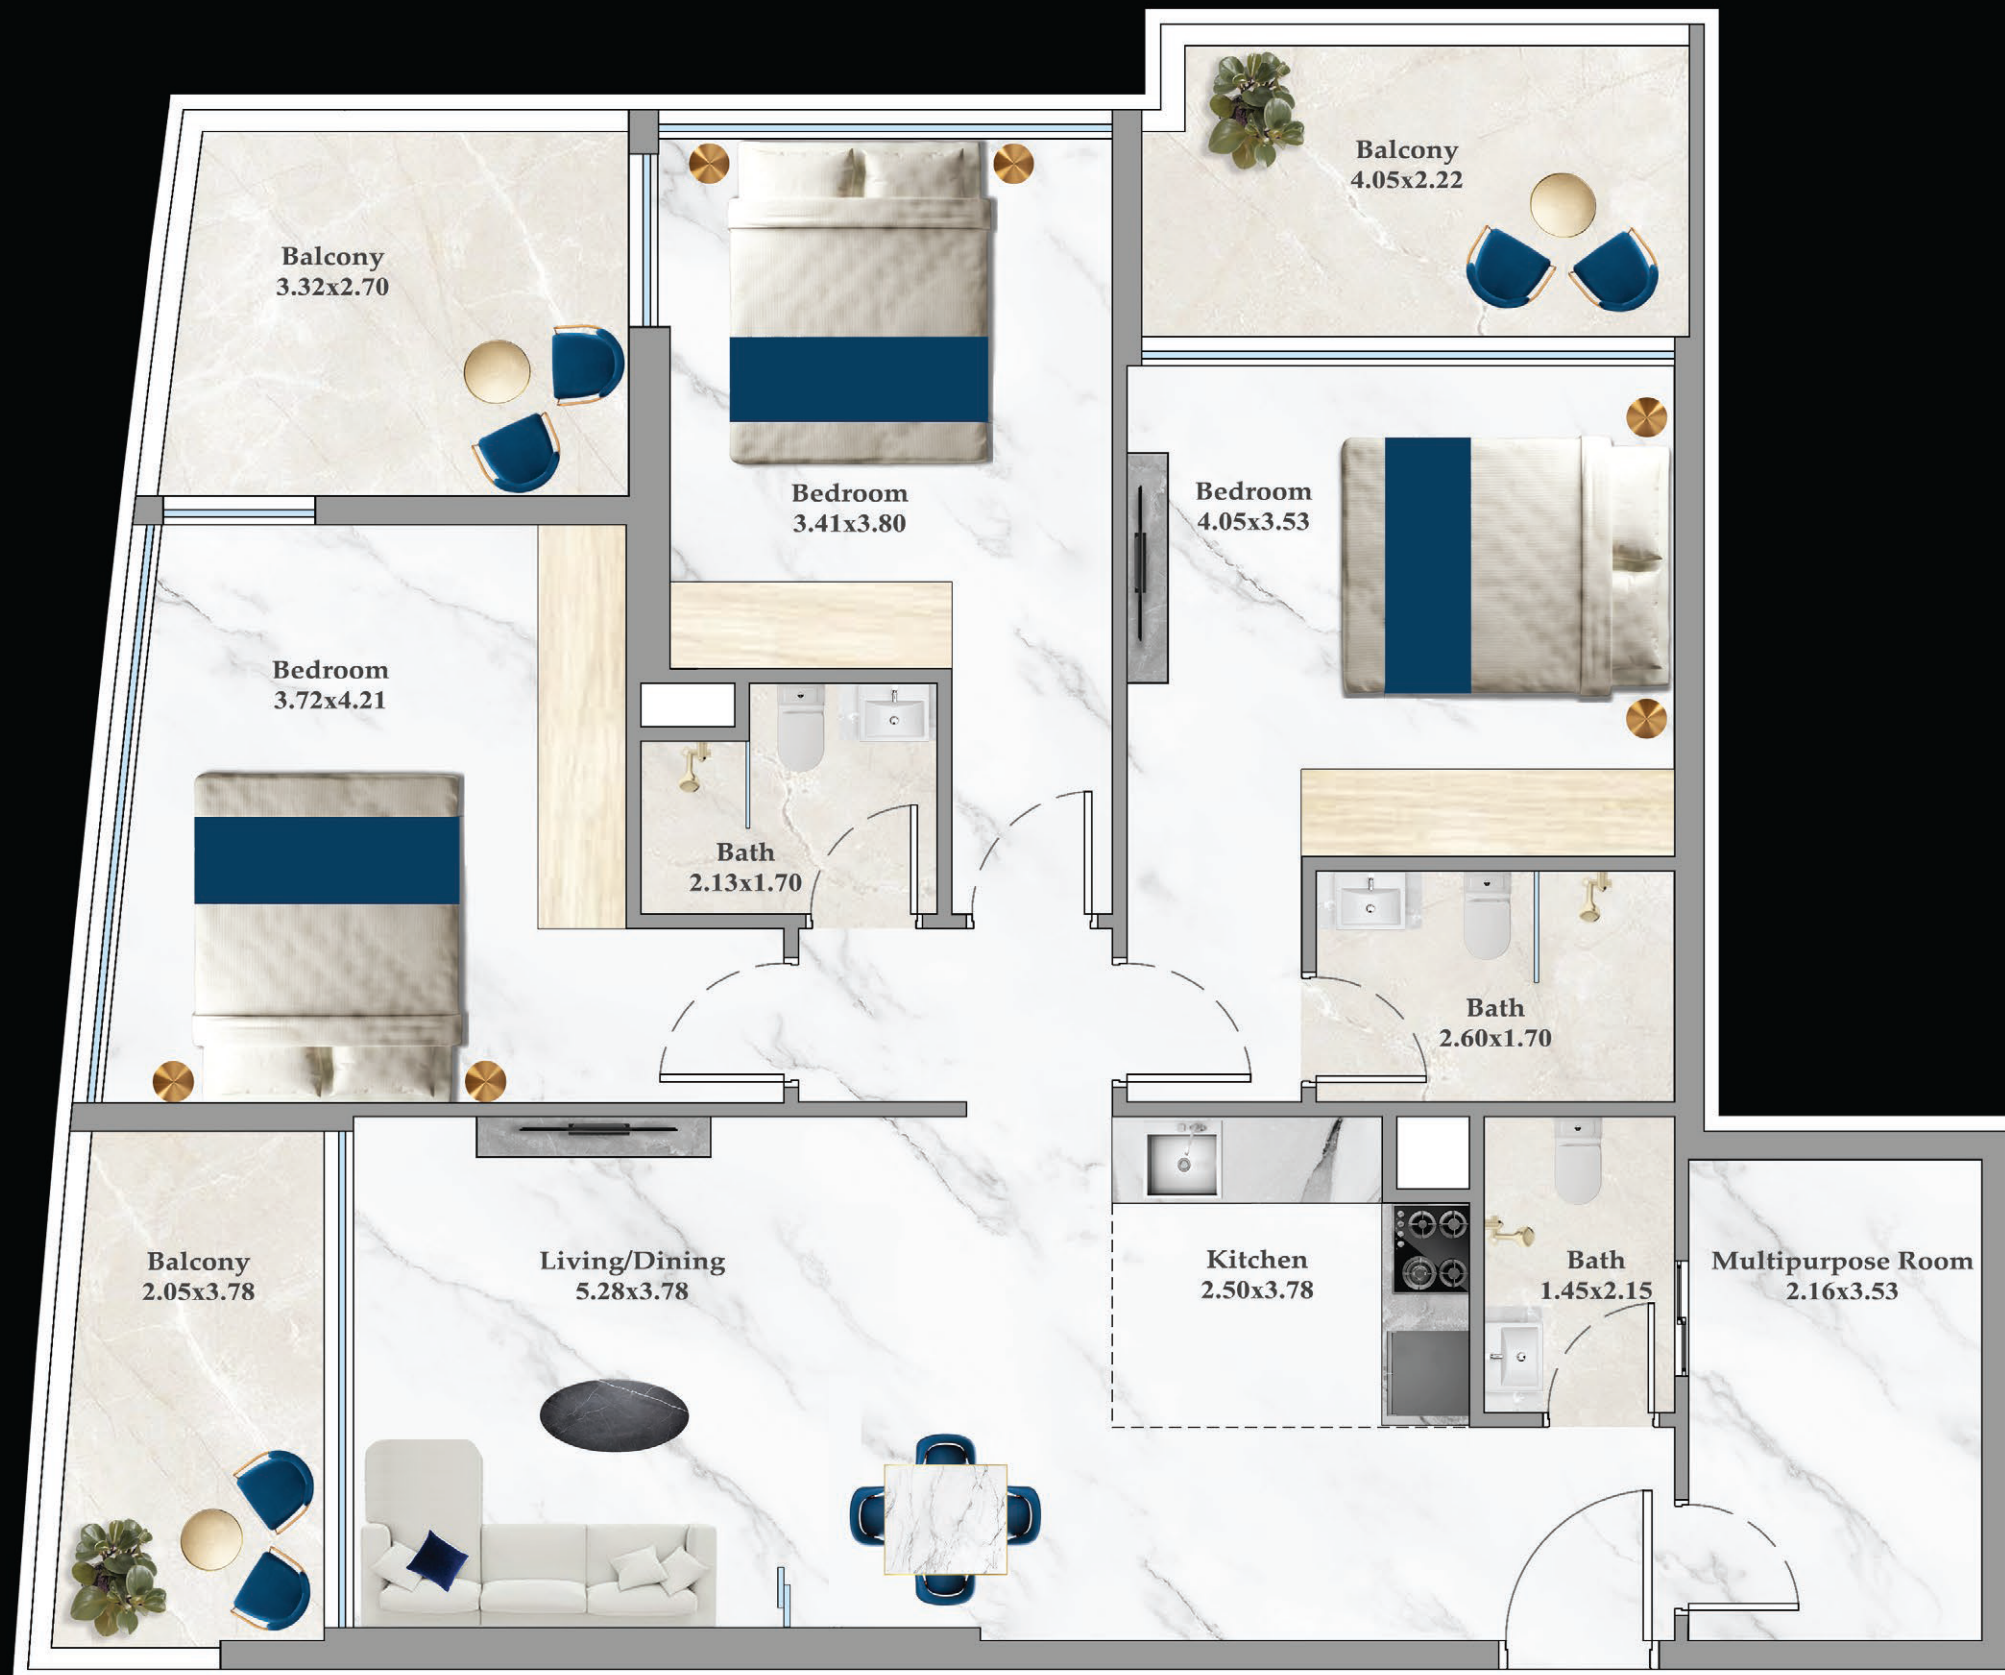 Balcony
4.05x2.22
Balcony
3.32x2.70
Bedroom
3.41x3.80
Bedroom
4.05x3.53
Bedroom
3.72x4.21
Bath
2.13x1.70
Bath
2.60x1.70
Balcony
2.05x3.78
Living/Dining
5.28x3.78
Kitchen
2.50x3.78
Bath
1.45x2.15
Multipurpose Room
2.16x3.53